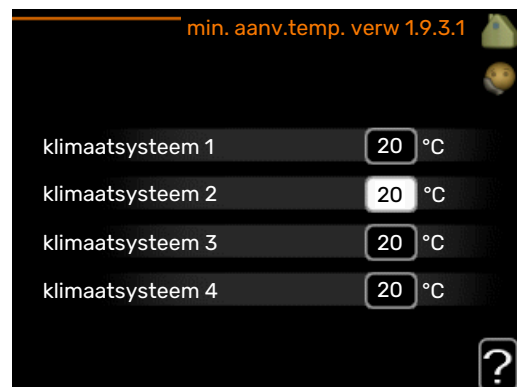 min. aanv.temp. verw 1.9.3.1
klimaatsysteem 1 20 °C
klimaatsysteem 2 20 °C
klimaatsysteem 3 20 °C
klimaatsysteem 4 20 °C
?